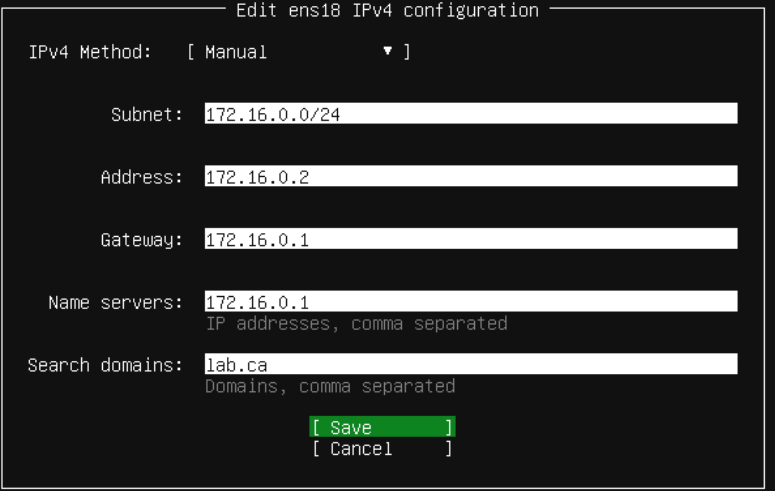 Edit ens18 IPv4 configuration
IPv4 Method: [ Manual ▾ ]
Subnet: 172.16.0.0/24
Address: 172.16.0.2
Gateway: 172.16.0.1
Name servers: 172.16.0.1
IP addresses, comma separated
Search domains: lab.ca
Domains, comma separated
[ Save ]
[ Cancel ]